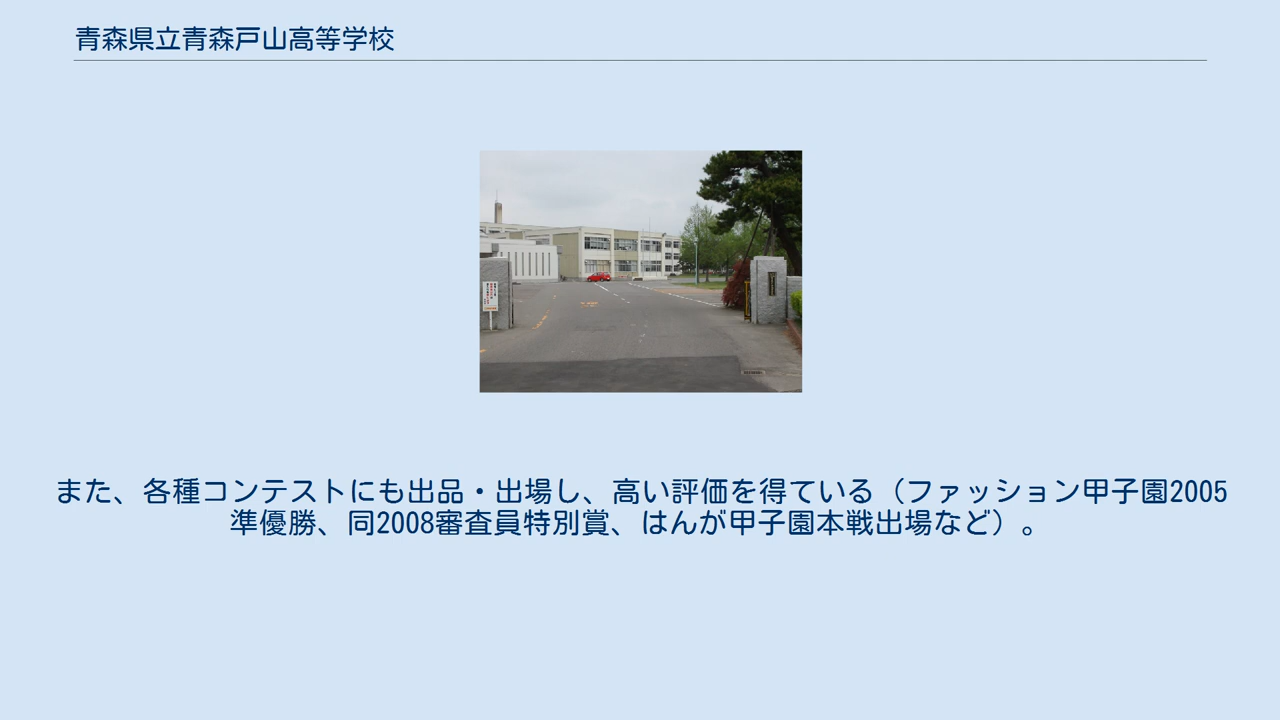 青森県立青森戸山高等学校
また、各種コンテストにも出品・出場し、高い評価を得ている（ファッション甲子園2005
準優勝、同2008審査員特別賞、はんが甲子園本戦出場など）。